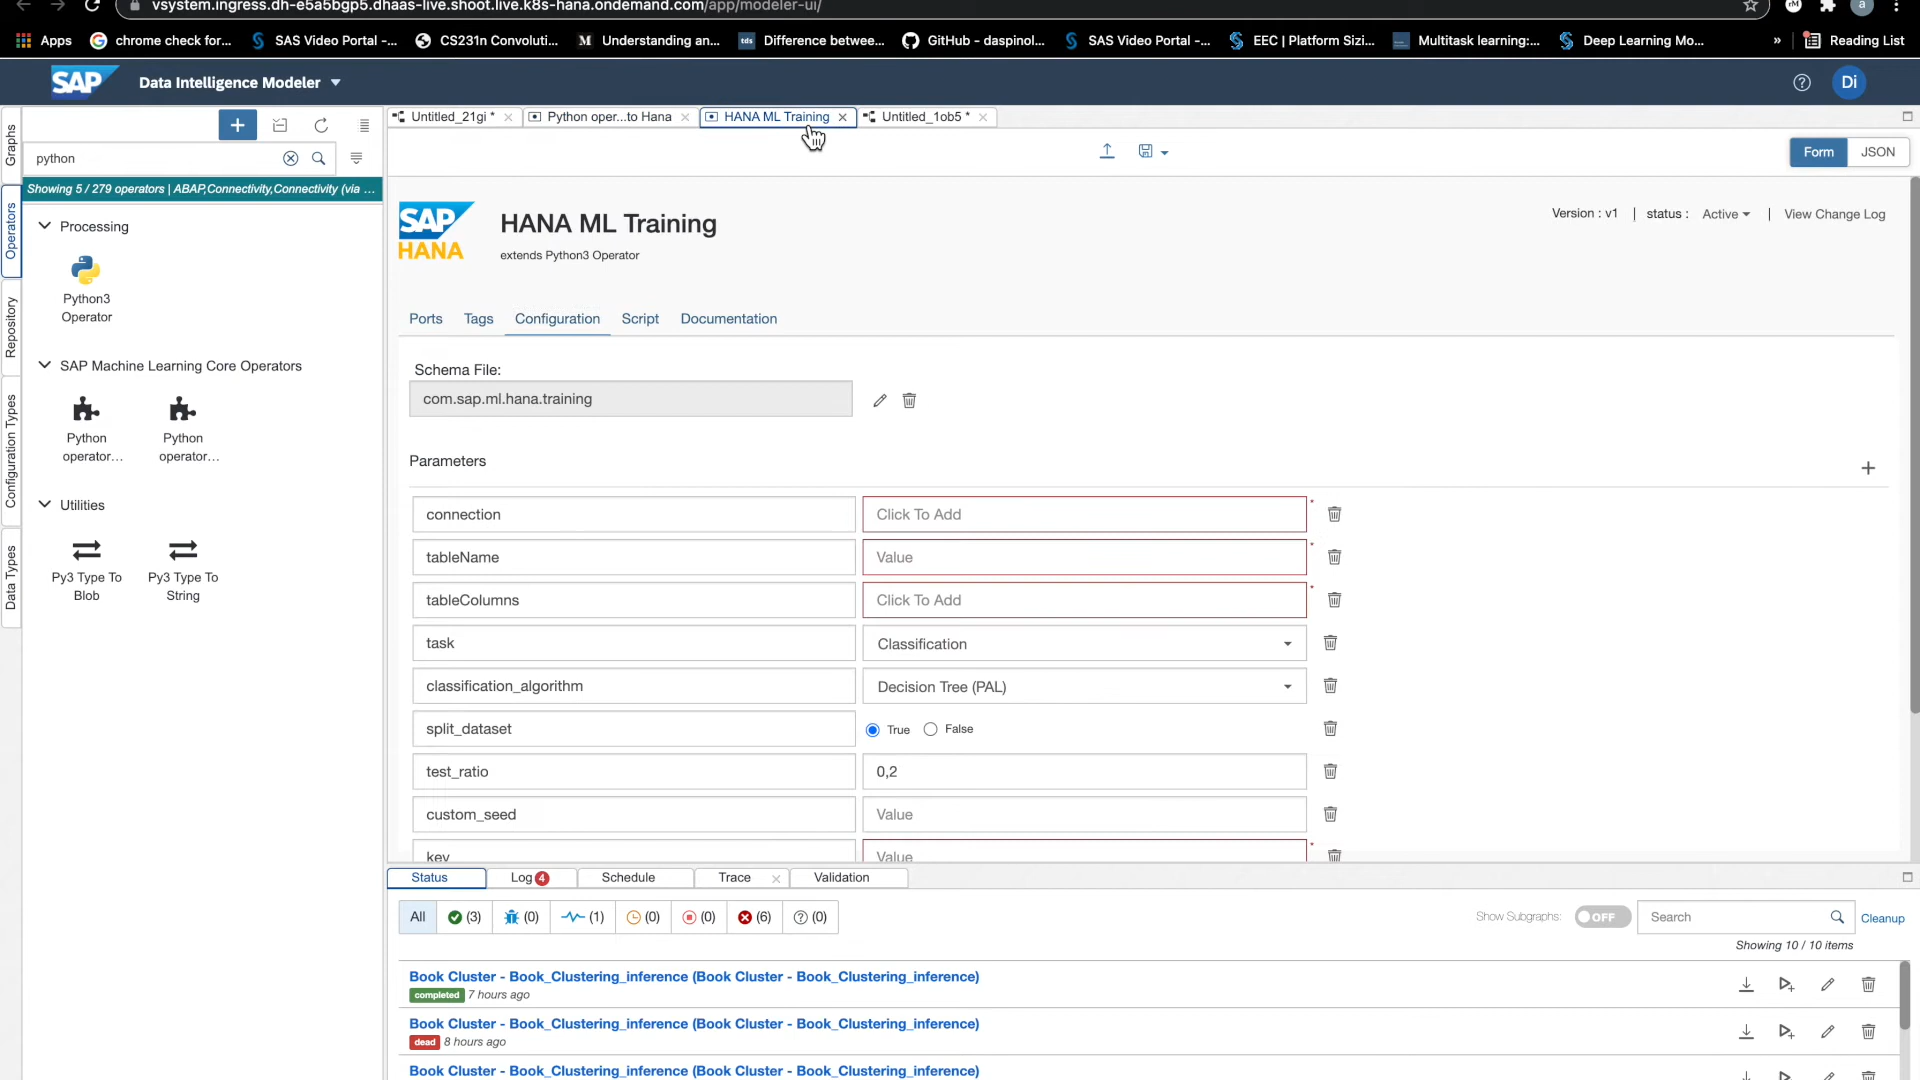 vsystem.ingress.dh-e5a5bgp5.dhaas-live.shoot.live.k8s-hana.ondemand.com/app/modeler-ui/
rM
a
Apps
chrome check for...
SAS Video Portal -...
CS231n Convoluti...
Understanding an...
tds Difference betwee...
GitHub - daspinol...
SAS Video Portal -...
EEC | Platform Sizi...
Multitask learning:...
Deep Learning Mo...
»
Reading List
SAP
Data Intelligence Modeler
Di
Graphs
Operators
Repository
Configuration Types
Data Types
python
Showing 5 / 279 operators | ABAP,Connectivity,Connectivity (via ...
Processing
Python3
Operator
SAP Machine Learning Core Operators
Python
operator...
Python
operator...
Utilities
Py3 Type To
Blob
Py3 Type To
String
Untitled_21gi *
Python oper...to Hana
HANA ML Training
Untitled_1ob5 *
Form
JSON
SAP
HANA
HANA ML Training
extends Python3 Operator
Version : v1 | status : Active | View Change Log
Ports
Tags
Configuration
Script
Documentation
Schema File:
com.sap.ml.hana.training
Parameters
connection
Click To Add
*
tableName
Value
*
tableColumns
Click To Add
*
task
Classification
classification_algorithm
Decision Tree (PAL)
split_dataset
True
False
test_ratio
0,2
custom_seed
Value
key
Value
*
Status
Log 4
Schedule
Trace
Validation
All
(3)
(0)
(1)
(0)
(0)
(6)
(0)
Show Subgraphs:
OFF
Search
Cleanup
Showing 10 / 10 items
Book Cluster - Book_Clustering_inference (Book Cluster - Book_Clustering_inference)
completed 7 hours ago
Book Cluster - Book_Clustering_inference (Book Cluster - Book_Clustering_inference)
dead 8 hours ago
Book Cluster - Book_Clustering_inference (Book Cluster - Book_Clustering_inference)